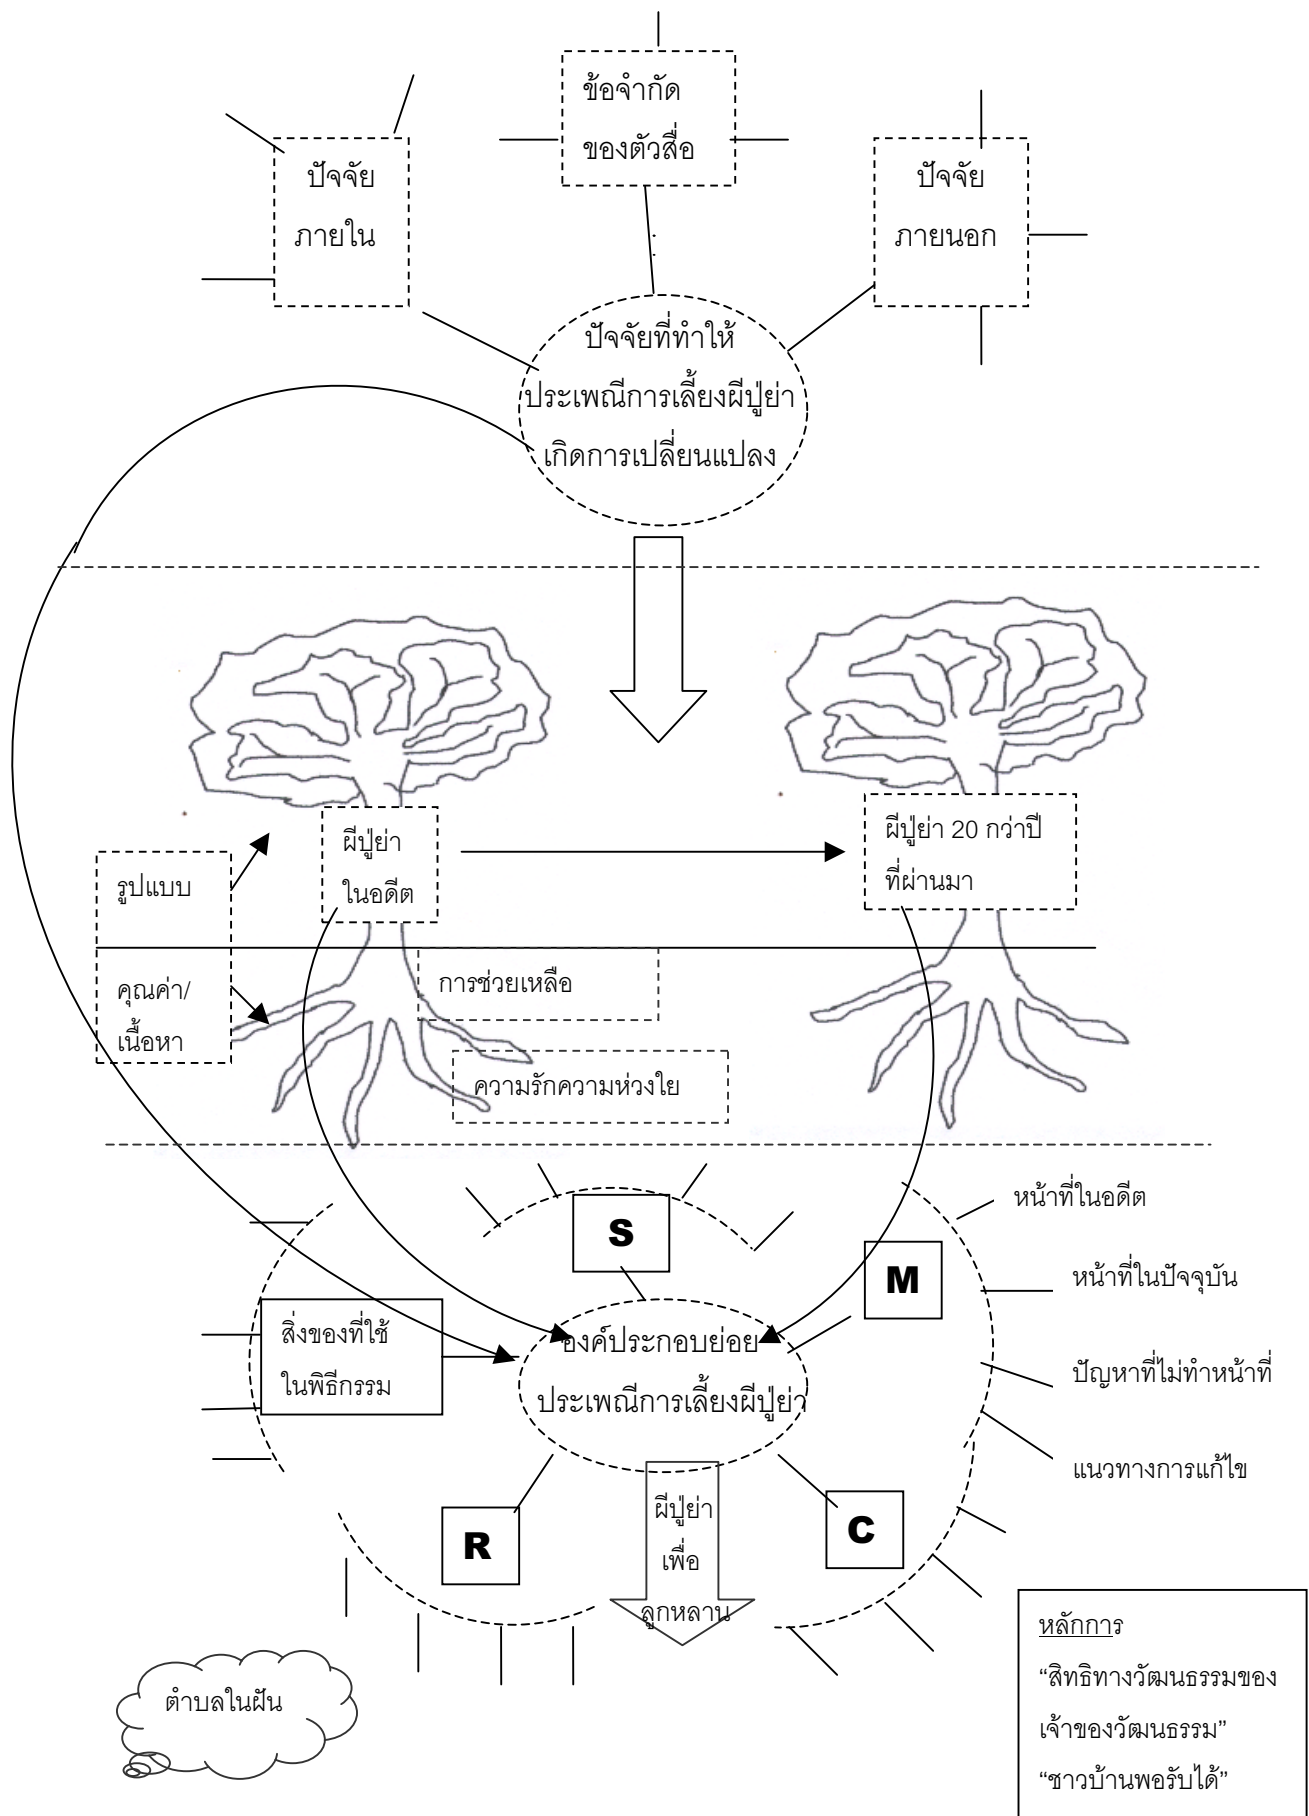 ข้อจำกัด
ของตัวสื่อ
ปัจจัย
ภายใน
ปัจจัย
ภายนอก
ปัจจัยที่ทำให้
ประเพณีการเลี้ยงผีปู่ย่า
เกิดการเปลี่ยนแปลง
ผีปู่ย่า
ในอดีต
ผีปู่ย่า 20 กว่าปี
ที่ผ่านมา
รูปแบบ
คุณค่า/
เนื้อหา
การช่วยเหลือ
ความรักความห่วงใย
S
M
หน้าที่ในอดีต
หน้าที่ในปัจจุบัน
ปัญหาที่ไม่ทำหน้าที่
แนวทางการแก้ไข
สิ่งของที่ใช้
ในพิธีกรรม
องค์ประกอบย่อย
ประเพณีการเลี้ยงผีปู่ย่า
R
C
ผีปู่ย่า
เพื่อ
ลูกหลาน
ตำบลในฝัน
หลักการ
“สิทธิทางวัฒนธรรมของ
เจ้าของวัฒนธรรม”
“ชาวบ้านพอรับได้”